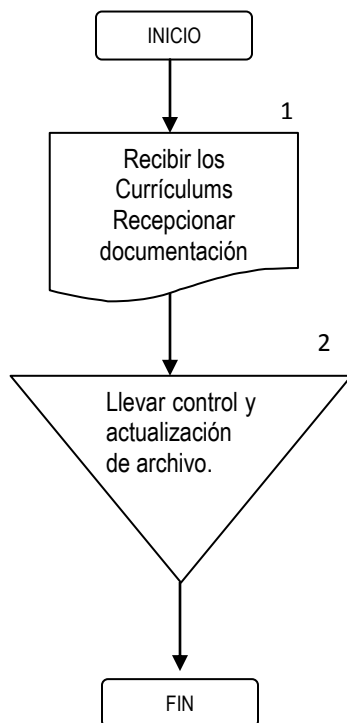 INICIO
1
Recibir los
Currículums
Recepcionar
documentación
2
Llevar control y
actualización
de archivo.
FIN